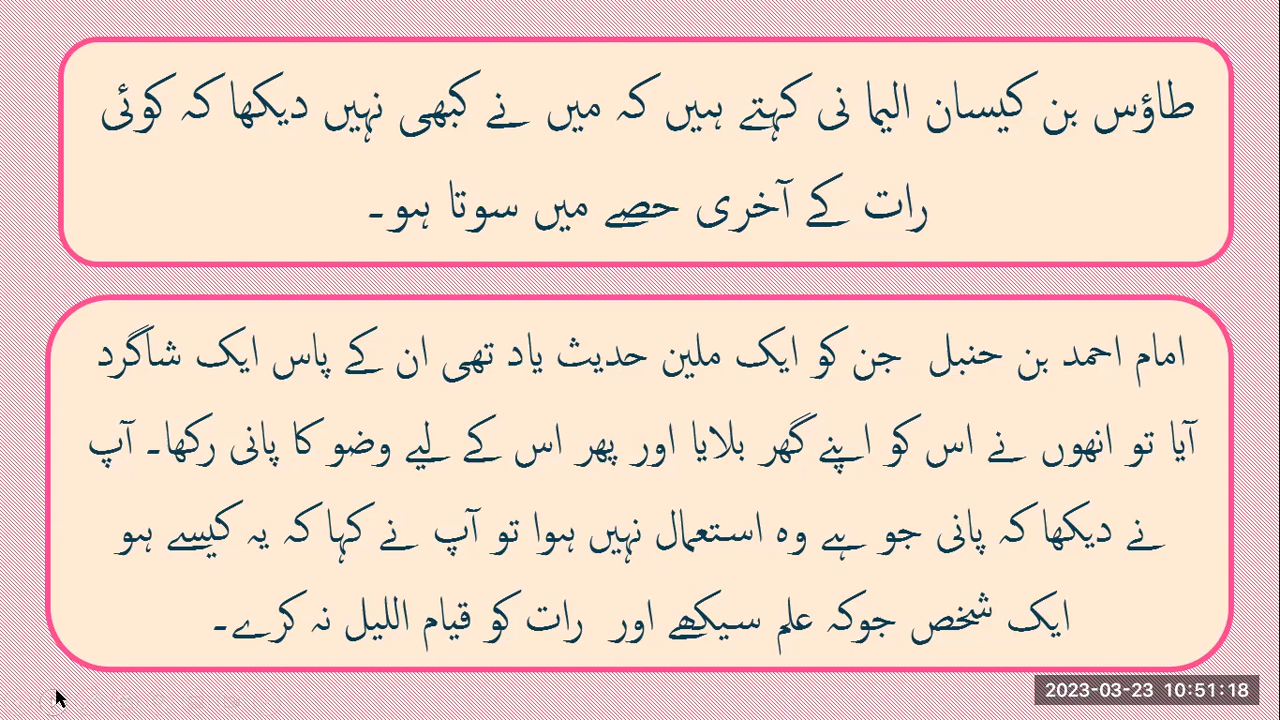 طاؤس بن کیسان الیما نی کہتے ہیں کہ میں نے کبھی نہیں دیکھا کہ کوئی
رات کے آخری حصے میں سوتا ہو۔
امام احمد بن حنبل جن کو ایک ملین حدیث یاد تھی ان کے پاس ایک شاگرد
آیا تو انھوں نے اس کو اپنے گھر بلایا اور پھر اس کے لیے وضو کا پانی رکھا۔ آپ
نے دیکھا کہ پانی جو ہے وہ استعمال نہیں ہوا تو آپ نے کہا کہ یہ کیسے ہو
ایک شخص جوکہ علم سیکھے اور رات کو قیام اللیل نہ کرے۔
2023-03-23 10:51:18